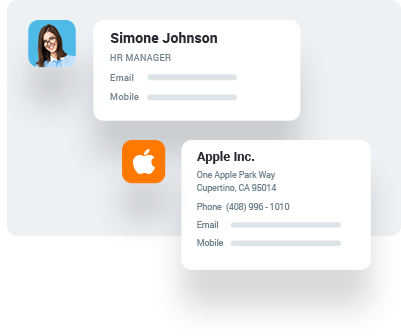 Simone Johnson
HR MANAGER
Email
Mobile
Apple Inc.
One Apple Park Way
Cupertino, CA 95014
Phone (408) 996 - 1010
Email
Mobile